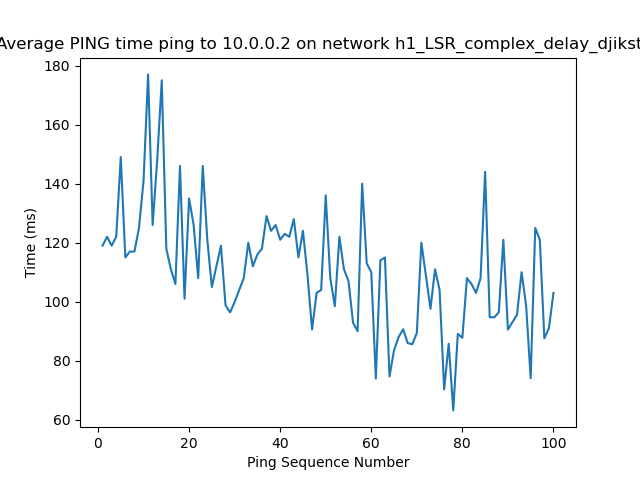 Average PING time ping to 10.0.0.2 on network h1_LSR_complex_delay_djikst
180
160
140
120
100
80
60
Time (ms)
0 20 40 60 80 100
Ping Sequence Number